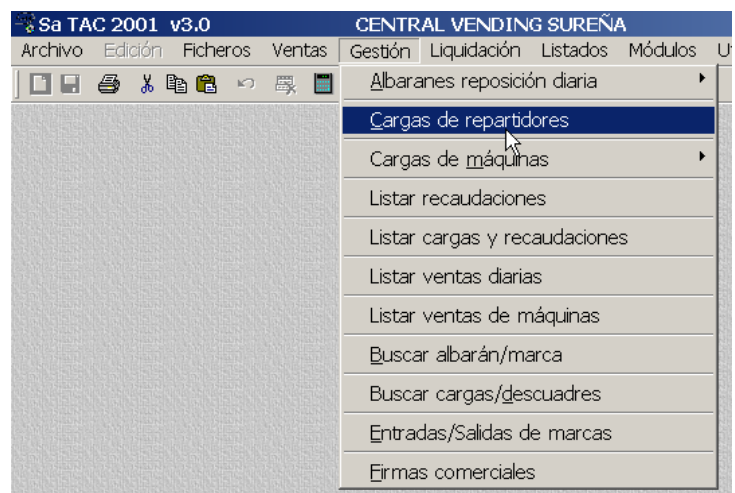 Sa TAC 2001 v3.0 CENTRAL VENDING SUREÑA
Archivo Edición Ficheros Ventas Gestión Liquidación Listados Módulos
Albaranes reposición diaria
Cargas de repartidores
Cargas de máquinas
Listar recaudaciones
Listar cargas y recaudaciones
Listar ventas diarias
Listar ventas de máquinas
Buscar albarán/marca
Buscar cargas/descuadres
Entradas/Salidas de marcas
Firmas comerciales